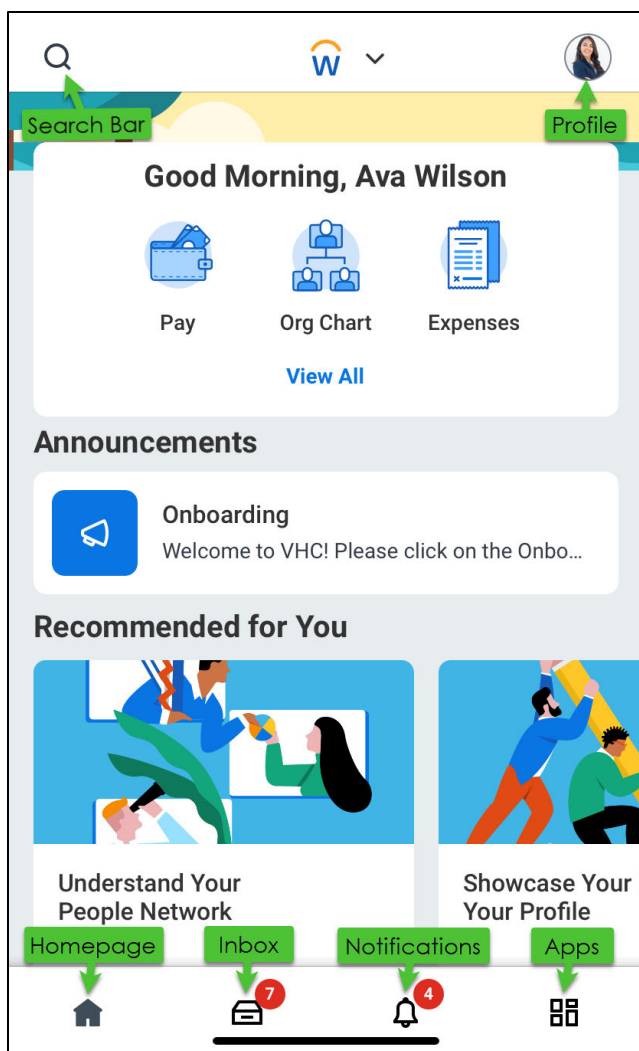 W
Search Bar
Profile
Good Morning, Ava Wilson
Pay
Org Chart
Expenses
View All
Announcements
Onboarding
Welcome to VHC! Please click on the Onbo...
Recommended for You
Understand Your
People Network
Showcase Your
Your Profile
Homepage
Inbox
Notifications
Apps
7
4